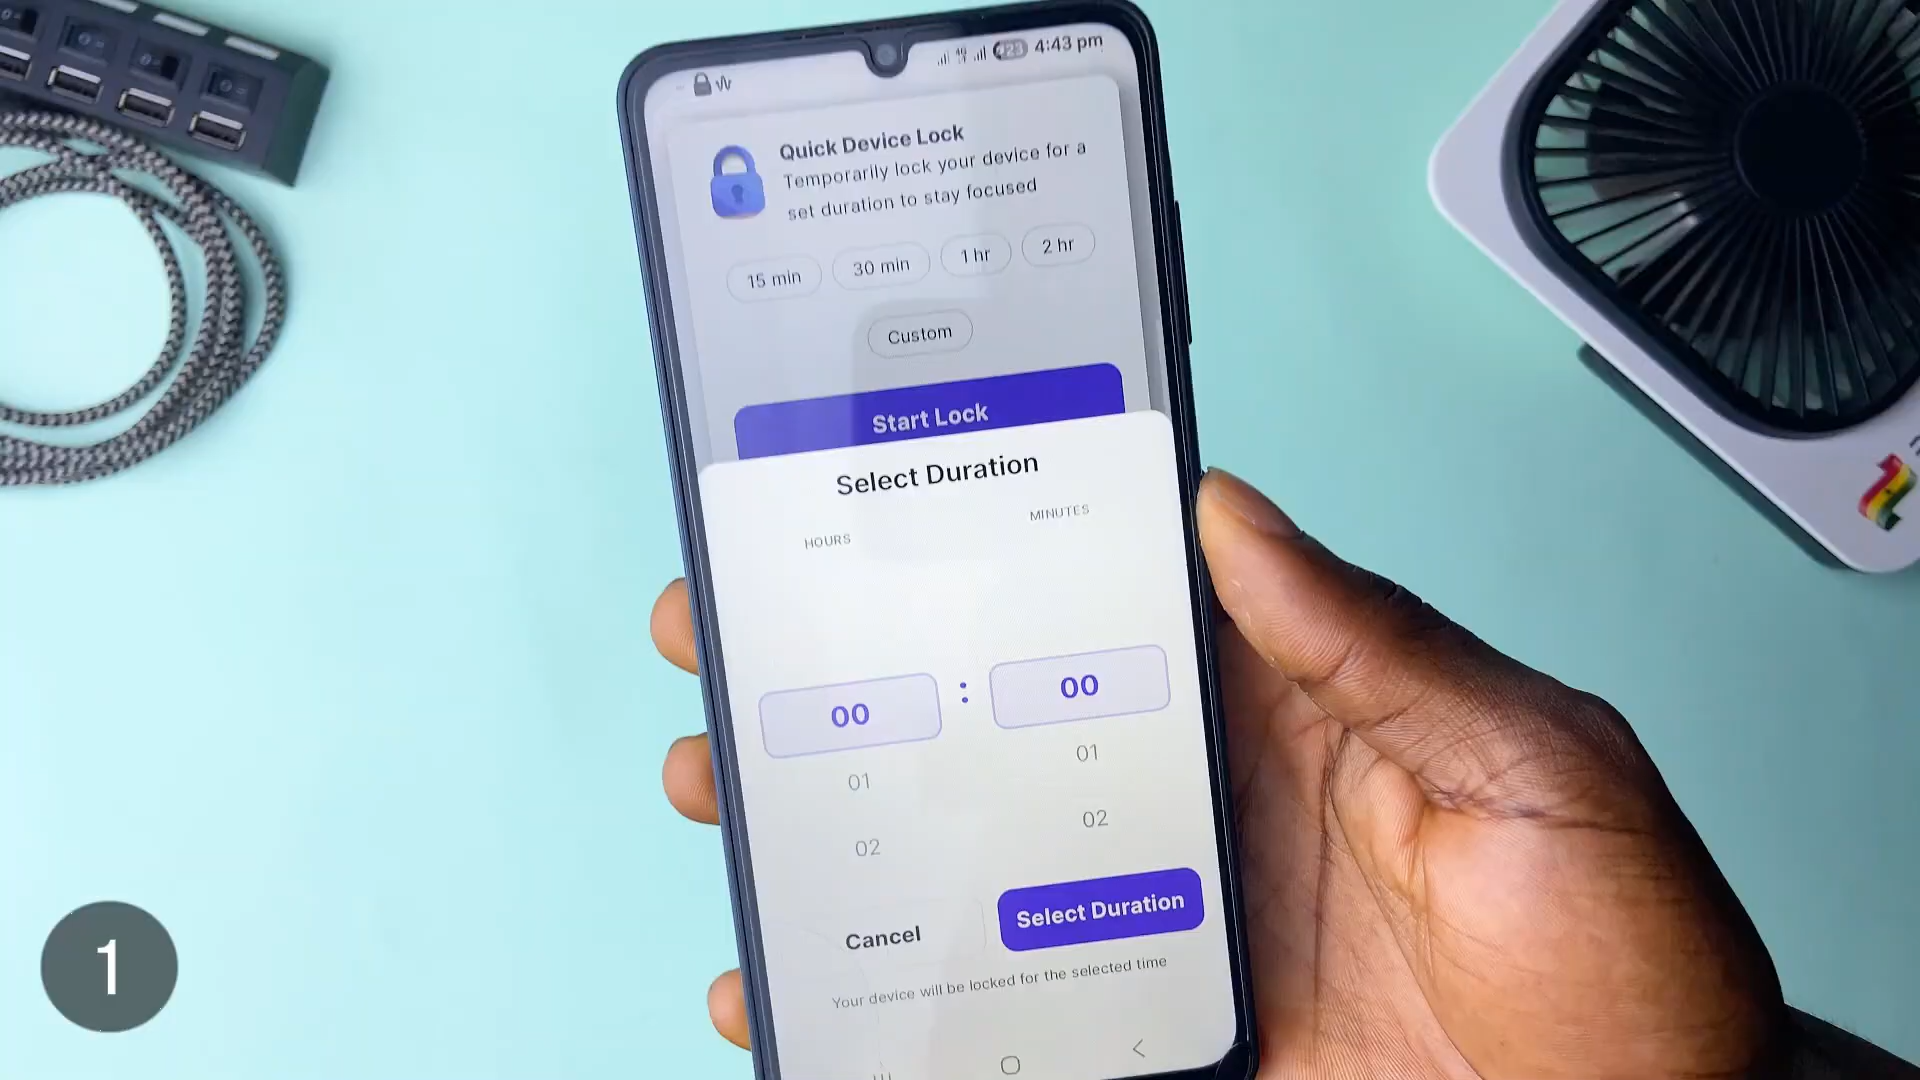 4:43 pm
Quick Device Lock
Temporarily lock your device for a
set duration to stay focused
15 min
30 min
1 hr
2 hr
Custom
Start Lock
Select Duration
HOURS
MINUTES
00 : 00
01
01
02
02
Cancel
Select Duration
Your device will be locked for the selected time
1